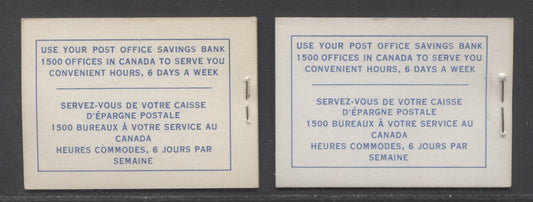 USE YOUR POST OFFICE SAVINGS BANK
1500 OFFICES IN CANADA TO SERVE YOU
CONVENIENT HOURS, 6 DAYS A WEEK
SERVEZ-VOUS DE VOTRE CAISSE
D'ÉPARGNE POSTALE
1500 BUREAUX À VOTRE SERVICE AU
CANADA
HEURES COMMODES, 6 JOURS PAR
SEMAINE
USE YOUR POST OFFICE SAVINGS BANK
1500 OFFICES IN CANADA TO SERVE YOU
CONVENIENT HOURS, 6 DAYS A WEEK
SERVEZ-VOUS DE VOTRE CAISSE
D'ÉPARGNE POSTALE
1500 BUREAUX À VOTRE SERVICE AU
CANADA
HEURES COMMODES, 6 JOURS PAR
SEMAINE